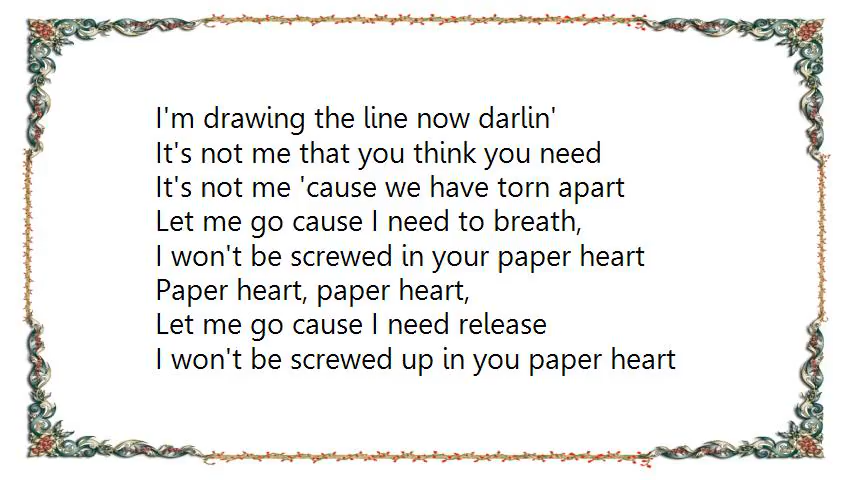 I'm drawing the line now darlin'
It's not me that you think you need
It's not me 'cause we have torn apart
Let me go cause I need to breath,
I won't be screwed in your paper heart
Paper heart, paper heart,
Let me go cause I need release
I won't be screwed up in you paper heart